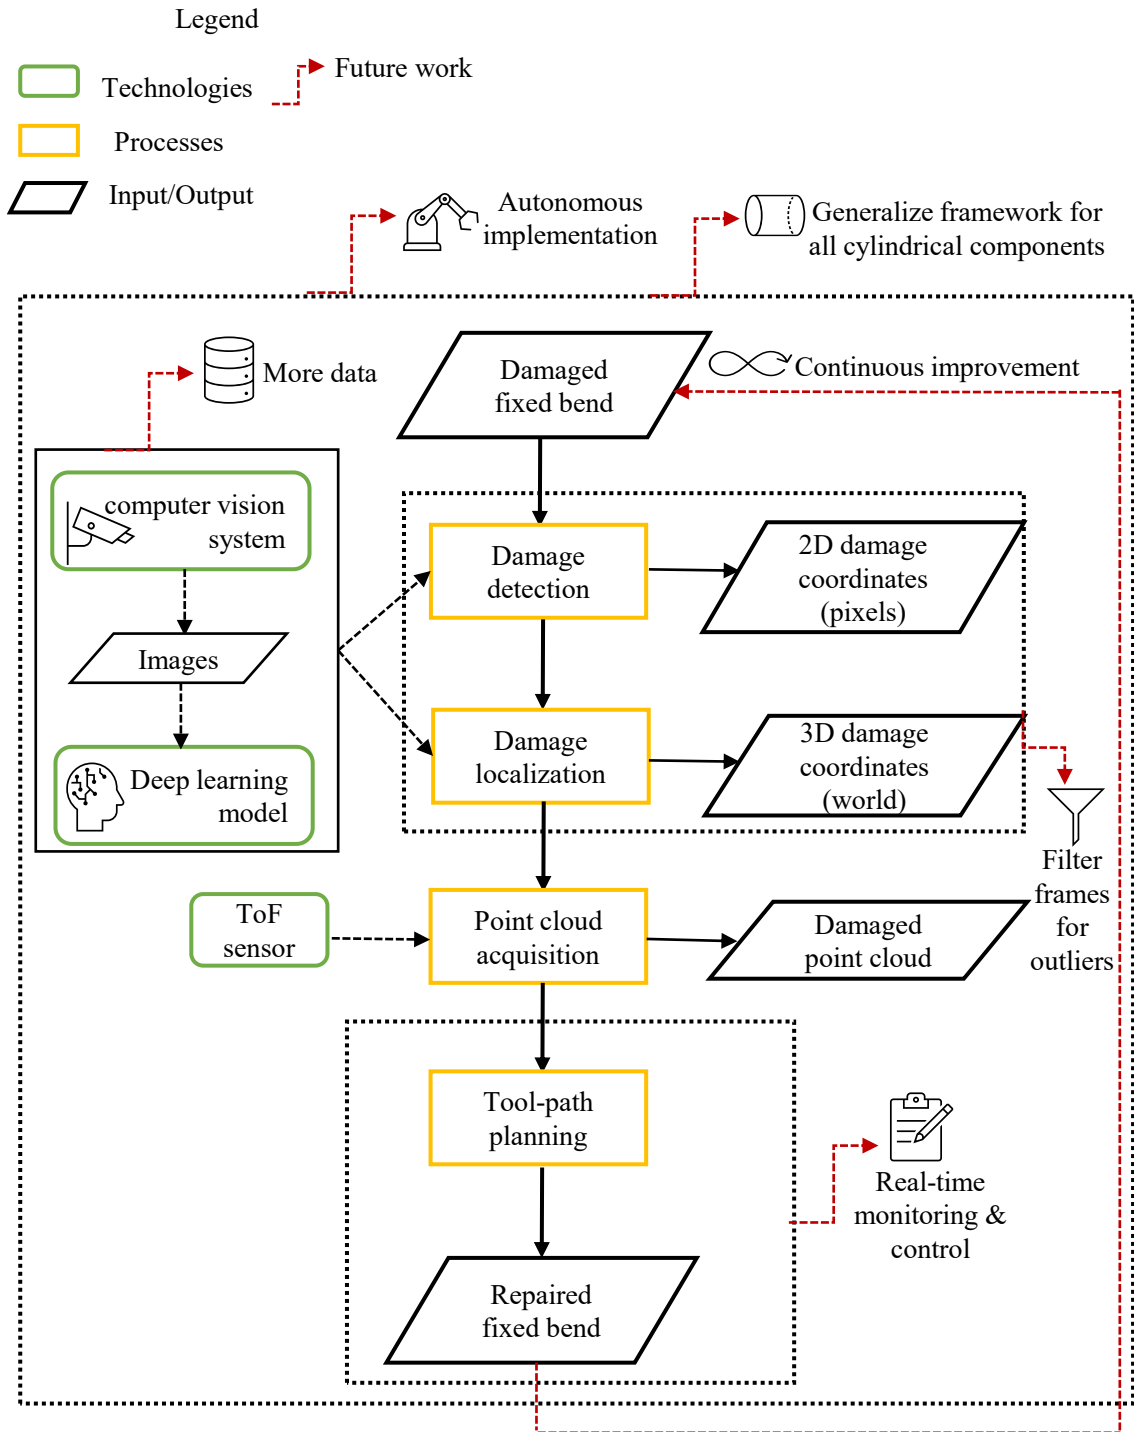 Legend
Technologies
Future work
Processes
Input/Output
Autonomous
implementation
Generalize framework for
all cylindrical components
More data
Damaged
fixed bend
Continuous improvement
computer vision
system
Images
Deep learning
model
Damage
detection
2D damage
coordinates
(pixels)
Damage
localization
3D damage
coordinates
(world)
Filter
frames
for
outliers
ToF
sensor
Point cloud
acquisition
Damaged
point cloud
Tool-path
planning
Real-time
monitoring &
control
Repaired
fixed bend